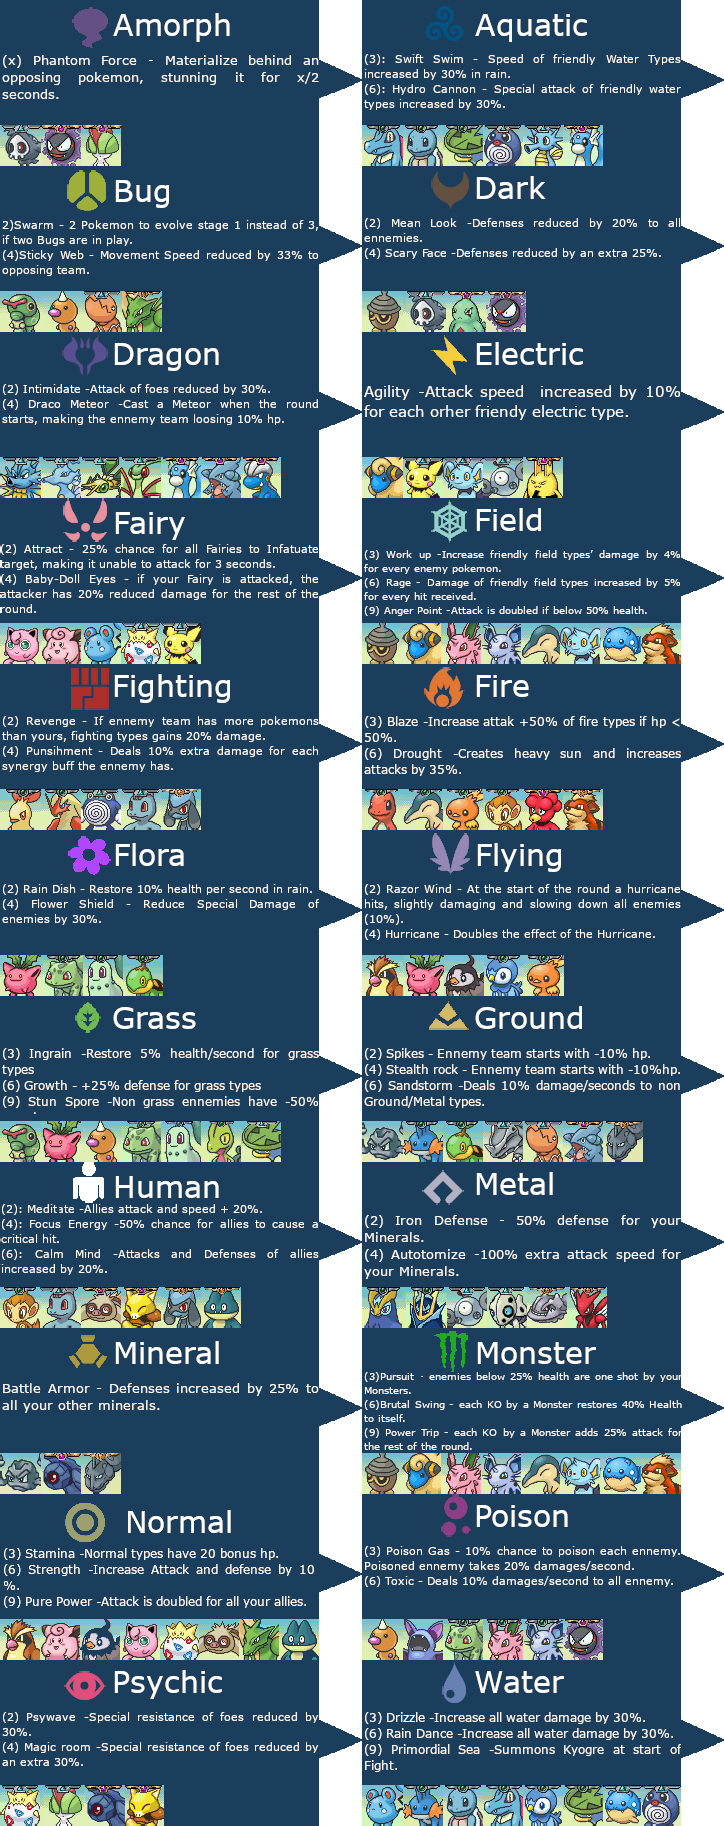 Amorph
(x) Phantom Force - Materialize behind an
opposing pokemon, stunning it for x/2
seconds.
Aquatic
(3): Swift Swim - Speed of friendly Water Types
increased by 30% in rain.
(6): Hydro Cannon - Special attack of friendly water
types increased by 30%.
Bug
2)Swarm - 2 Pokemon to evolve stage 1 instead of 3,
if two Bugs are in play.
(4)Sticky Web - Movement Speed reduced by 33% to
opposing team.
Dark
(2) Mean Look -Defenses reduced by 20% to all
ennemies.
(4) Scary Face -Defenses reduced by an extra 25%.
Dragon
(2) Intimidate -Attack of foes reduced by 30%.
(4) Draco Meteor -Cast a Meteor when the round
starts, making the ennemy team loosing 10% hp.
Electric
Agility -Attack speed increased by 10%
for each orher friendy electric type.
Fairy
(2) Attract - 25% chance for all Fairies to Infatuate
target, making it unable to attack for 3 seconds.
(4) Baby-Doll Eyes - if your Fairy is attacked, the
attacker has 20% reduced damage for the rest of the
round.
Field
(3) Work up -Increase friendly field types’ damage by 4%
for every enemy pokemon.
(6) Rage - Damage of friendly field types increased by 5%
for every hit received.
(9) Anger Point -Attack is doubled if below 50% health.
Fighting
(2) Revenge - If ennemy team has more pokemons
than yours, fighting types gains 20% damage.
(4) Punsihment - Deals 10% extra damage for each
synergy buff the ennemy has.
Fire
(3) Blaze -Increase attak +50% of fire types if hp <
50%.
(6) Drought -Creates heavy sun and increases
attacks by 35%.
Flora
(2) Rain Dish - Restore 10% health per second in rain.
(4) Flower Shield - Reduce Special Damage of
enemies by 30%.
Flying
(2) Razor Wind - At the start of the round a hurricane
hits, slightly damaging and slowing down all enemies
(10%).
(4) Hurricane - Doubles the effect of the Hurricane.
Grass
(3) Ingrain -Restore 5% health/second for grass
types
(6) Growth - +25% defense for grass types
(9) Stun Spore -Non grass ennemies have -50%
Ground
(2) Spikes - Ennemy team starts with -10% hp.
(4) Stealth rock - Ennemy team starts with -10%hp.
(6) Sandstorm -Deals 10% damage/seconds to non
Ground/Metal types.
Human
(2): Meditate -Allies attack and speed + 20%.
(4): Focus Energy -50% chance for allies to cause a
critical hit.
(6): Calm Mind -Attacks and Defenses of allies
increased by 20%.
Metal
(2) Iron Defense - 50% defense for your
Minerals.
(4) Autotomize -100% extra attack speed for
your Minerals.
Mineral
Battle Armor - Defenses increased by 25% to
all your other minerals.
Monster
(3)Pursuit - enemies below 25% health are one shot by your
Monsters.
(6)Brutal Swing - each KO by a Monster restores 40% Health
to itself.
(9) Power Trip - each KO by a Monster adds 25% attack for
the rest of the round.
Normal
(3) Stamina -Normal types have 20 bonus hp.
(6) Strength -Increase Attack and defense by 10
%.
(9) Pure Power -Attack is doubled for all your allies.
Poison
(3) Poison Gas - 10% chance to poison each ennemy.
Poisoned ennemy takes 20% damages/second.
(6) Toxic - Deals 10% damages/second to all ennemy.
Psychic
(2) Psywave -Special resistance of foes reduced by
30%.
(4) Magic room -Special resistance of foes reduced by
an extra 30%.
Water
(3) Drizzle -Increase all water damage by 30%.
(6) Rain Dance -Increase all water damage by 30%.
(9) Primordial Sea -Summons Kyogre at start of
Fight.